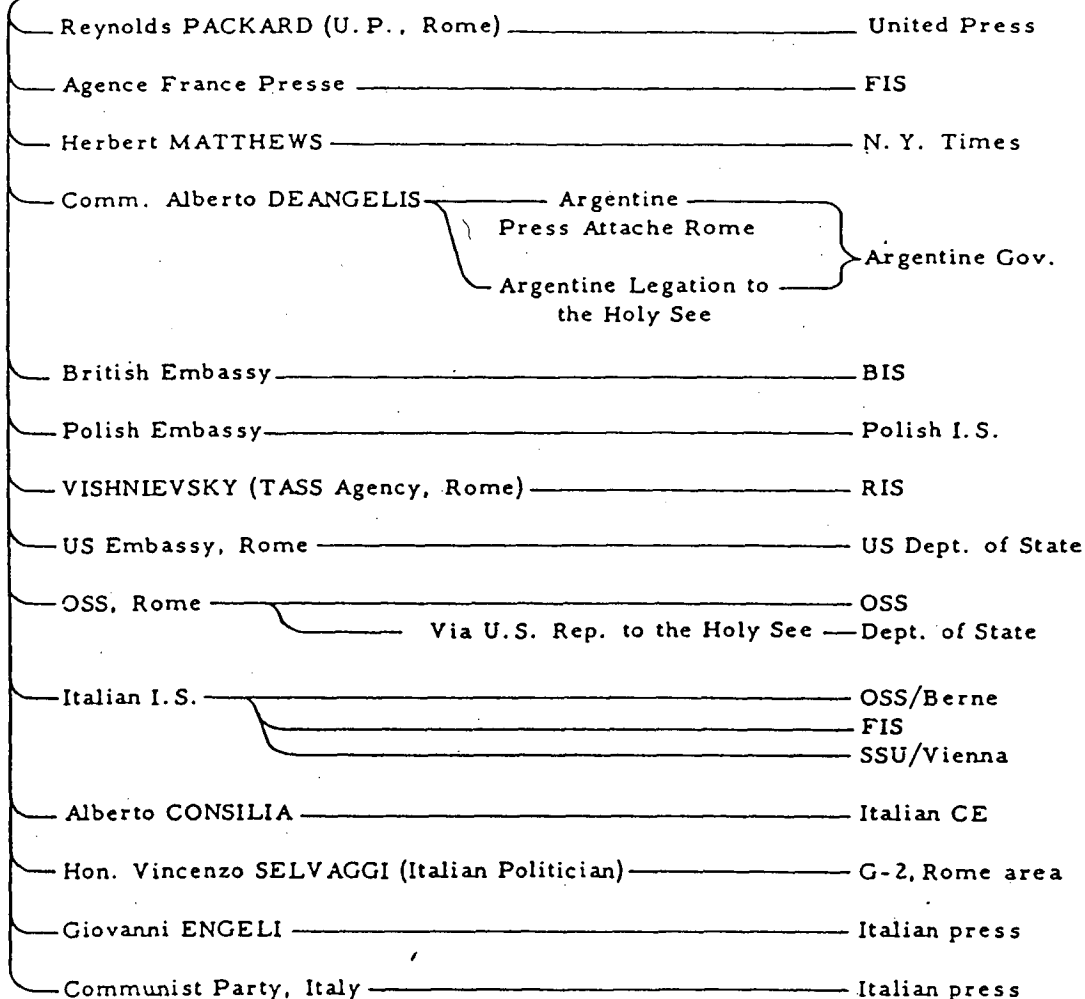 Reynolds PACKARD (U.P., Rome) United Press
Agence France Presse FIS
Herbert MATTHEWS N. Y. Times
Comm. Alberto DEANGELIS Argentine
Press Attache Rome
Argentine Gov.
Argentine Legation to
the Holy See
British Embassy BIS
Polish Embassy Polish I.S.
VISHNIEVSKY (TASS Agency, Rome) RIS
US Embassy, Rome US Dept. of State
OSS, Rome OSS
Via U.S. Rep. to the Holy See Dept. of State
Italian I.S. OSS/Berne
FIS
SSU/Vienna
Alberto CONSILIA Italian CE
Hon. Vincenzo SELVAGGI (Italian Politician) G-2, Rome area
Giovanni ENGELI Italian press
Communist Party, Italy Italian press